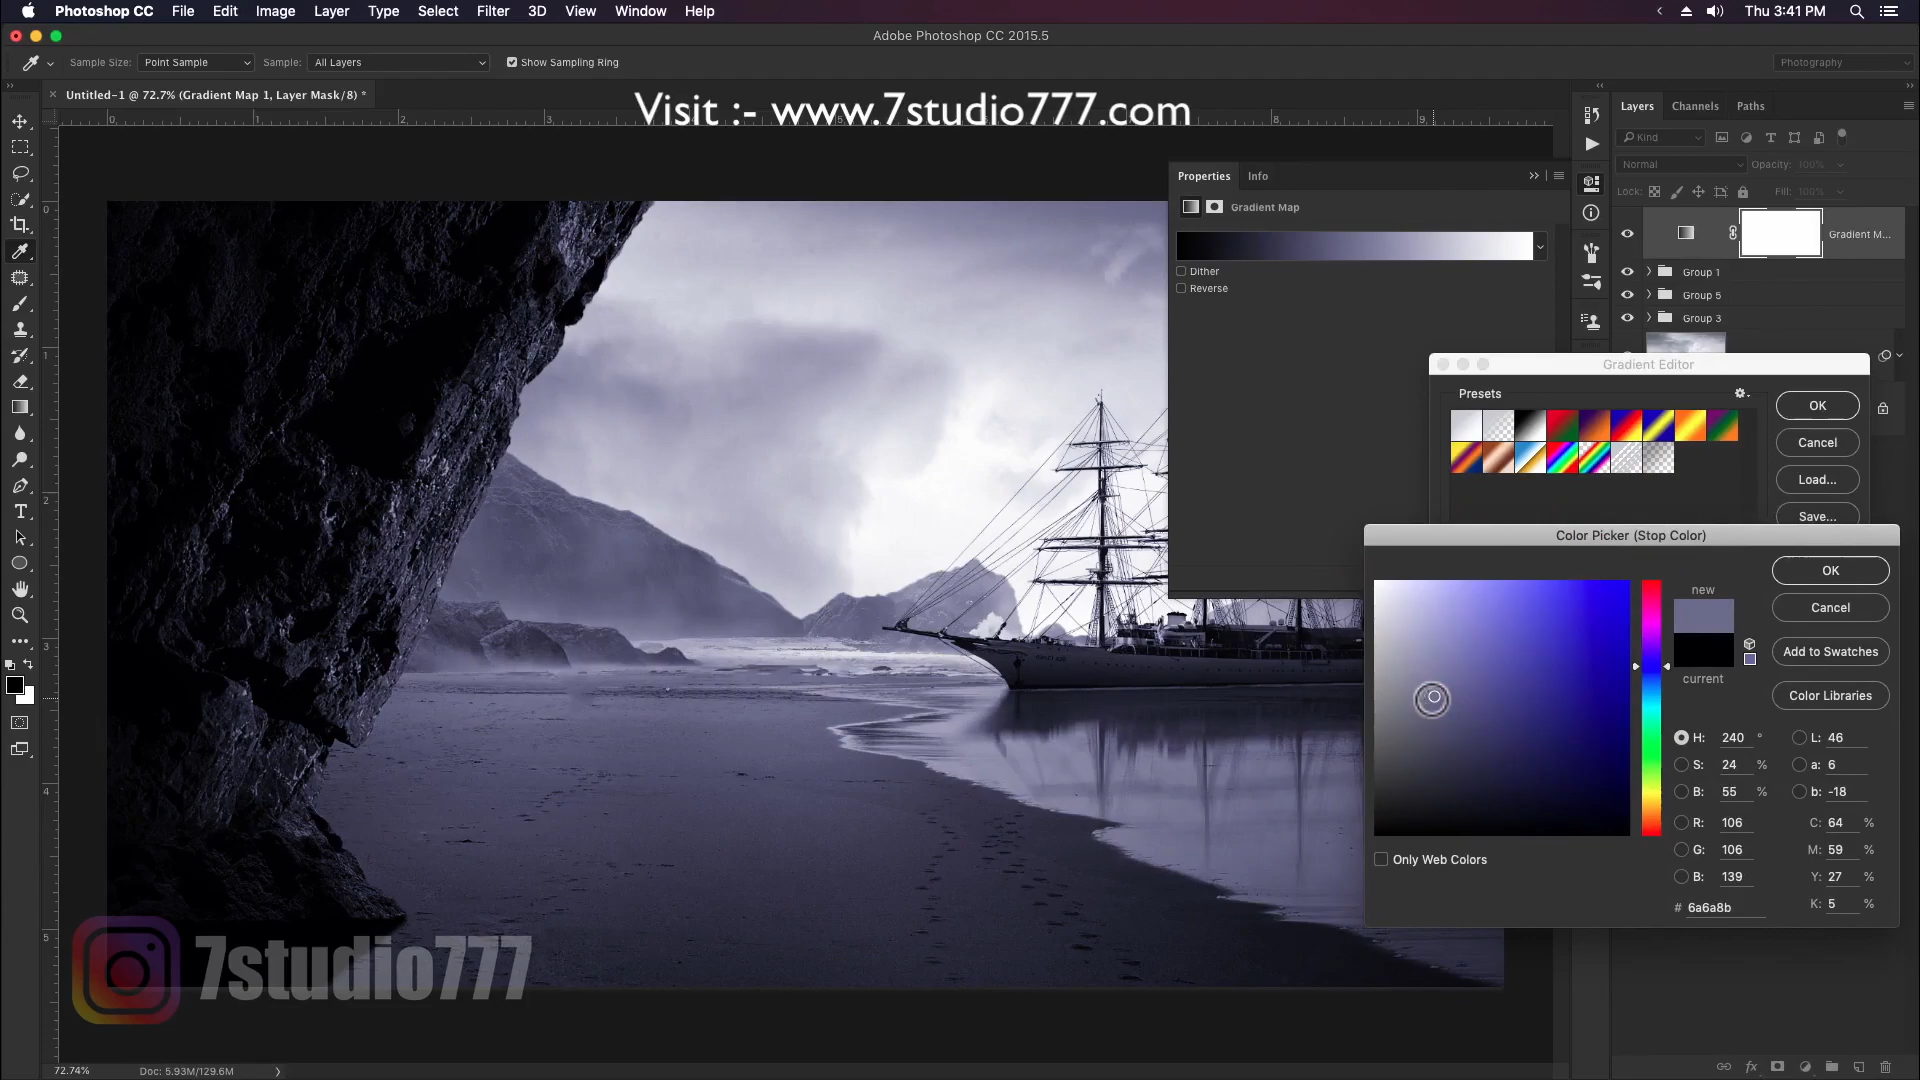 Photoshop CC File Edit Image Layer Type Select Filter 3D View Window Help Thu 3:41 PM
Adobe Photoshop CC 2015.5
Sample Size: Point Sample Sample: All Layers Show Sampling Ring Photography
Untitled-1 @ 72.7% (Gradient Map 1, Layer Mask/8) *
Visit :- www.7studio777.com
Layers Channels Paths
Kind
Normal Opacity: 100%
Lock: Fill: 100%
Properties Info
Gradient Map
Dither
Reverse
Gradient M...
Group 1
Group 5
Group 3
Gradient Editor
Presets
OK
Cancel
Load...
Save...
Color Picker (Stop Color)
OK
new
Cancel
Add to Swatches
current
Color Libraries
H: 240 ° L: 46
S: 24 % a: 6
B: 55 % b: -18
R: 106 C: 64 %
G: 106 M: 59 %
B: 139 Y: 27 %
# 6a6a8b K: 5 %
Only Web Colors
7studio777
72.74% Doc: 5.93M/129.6M